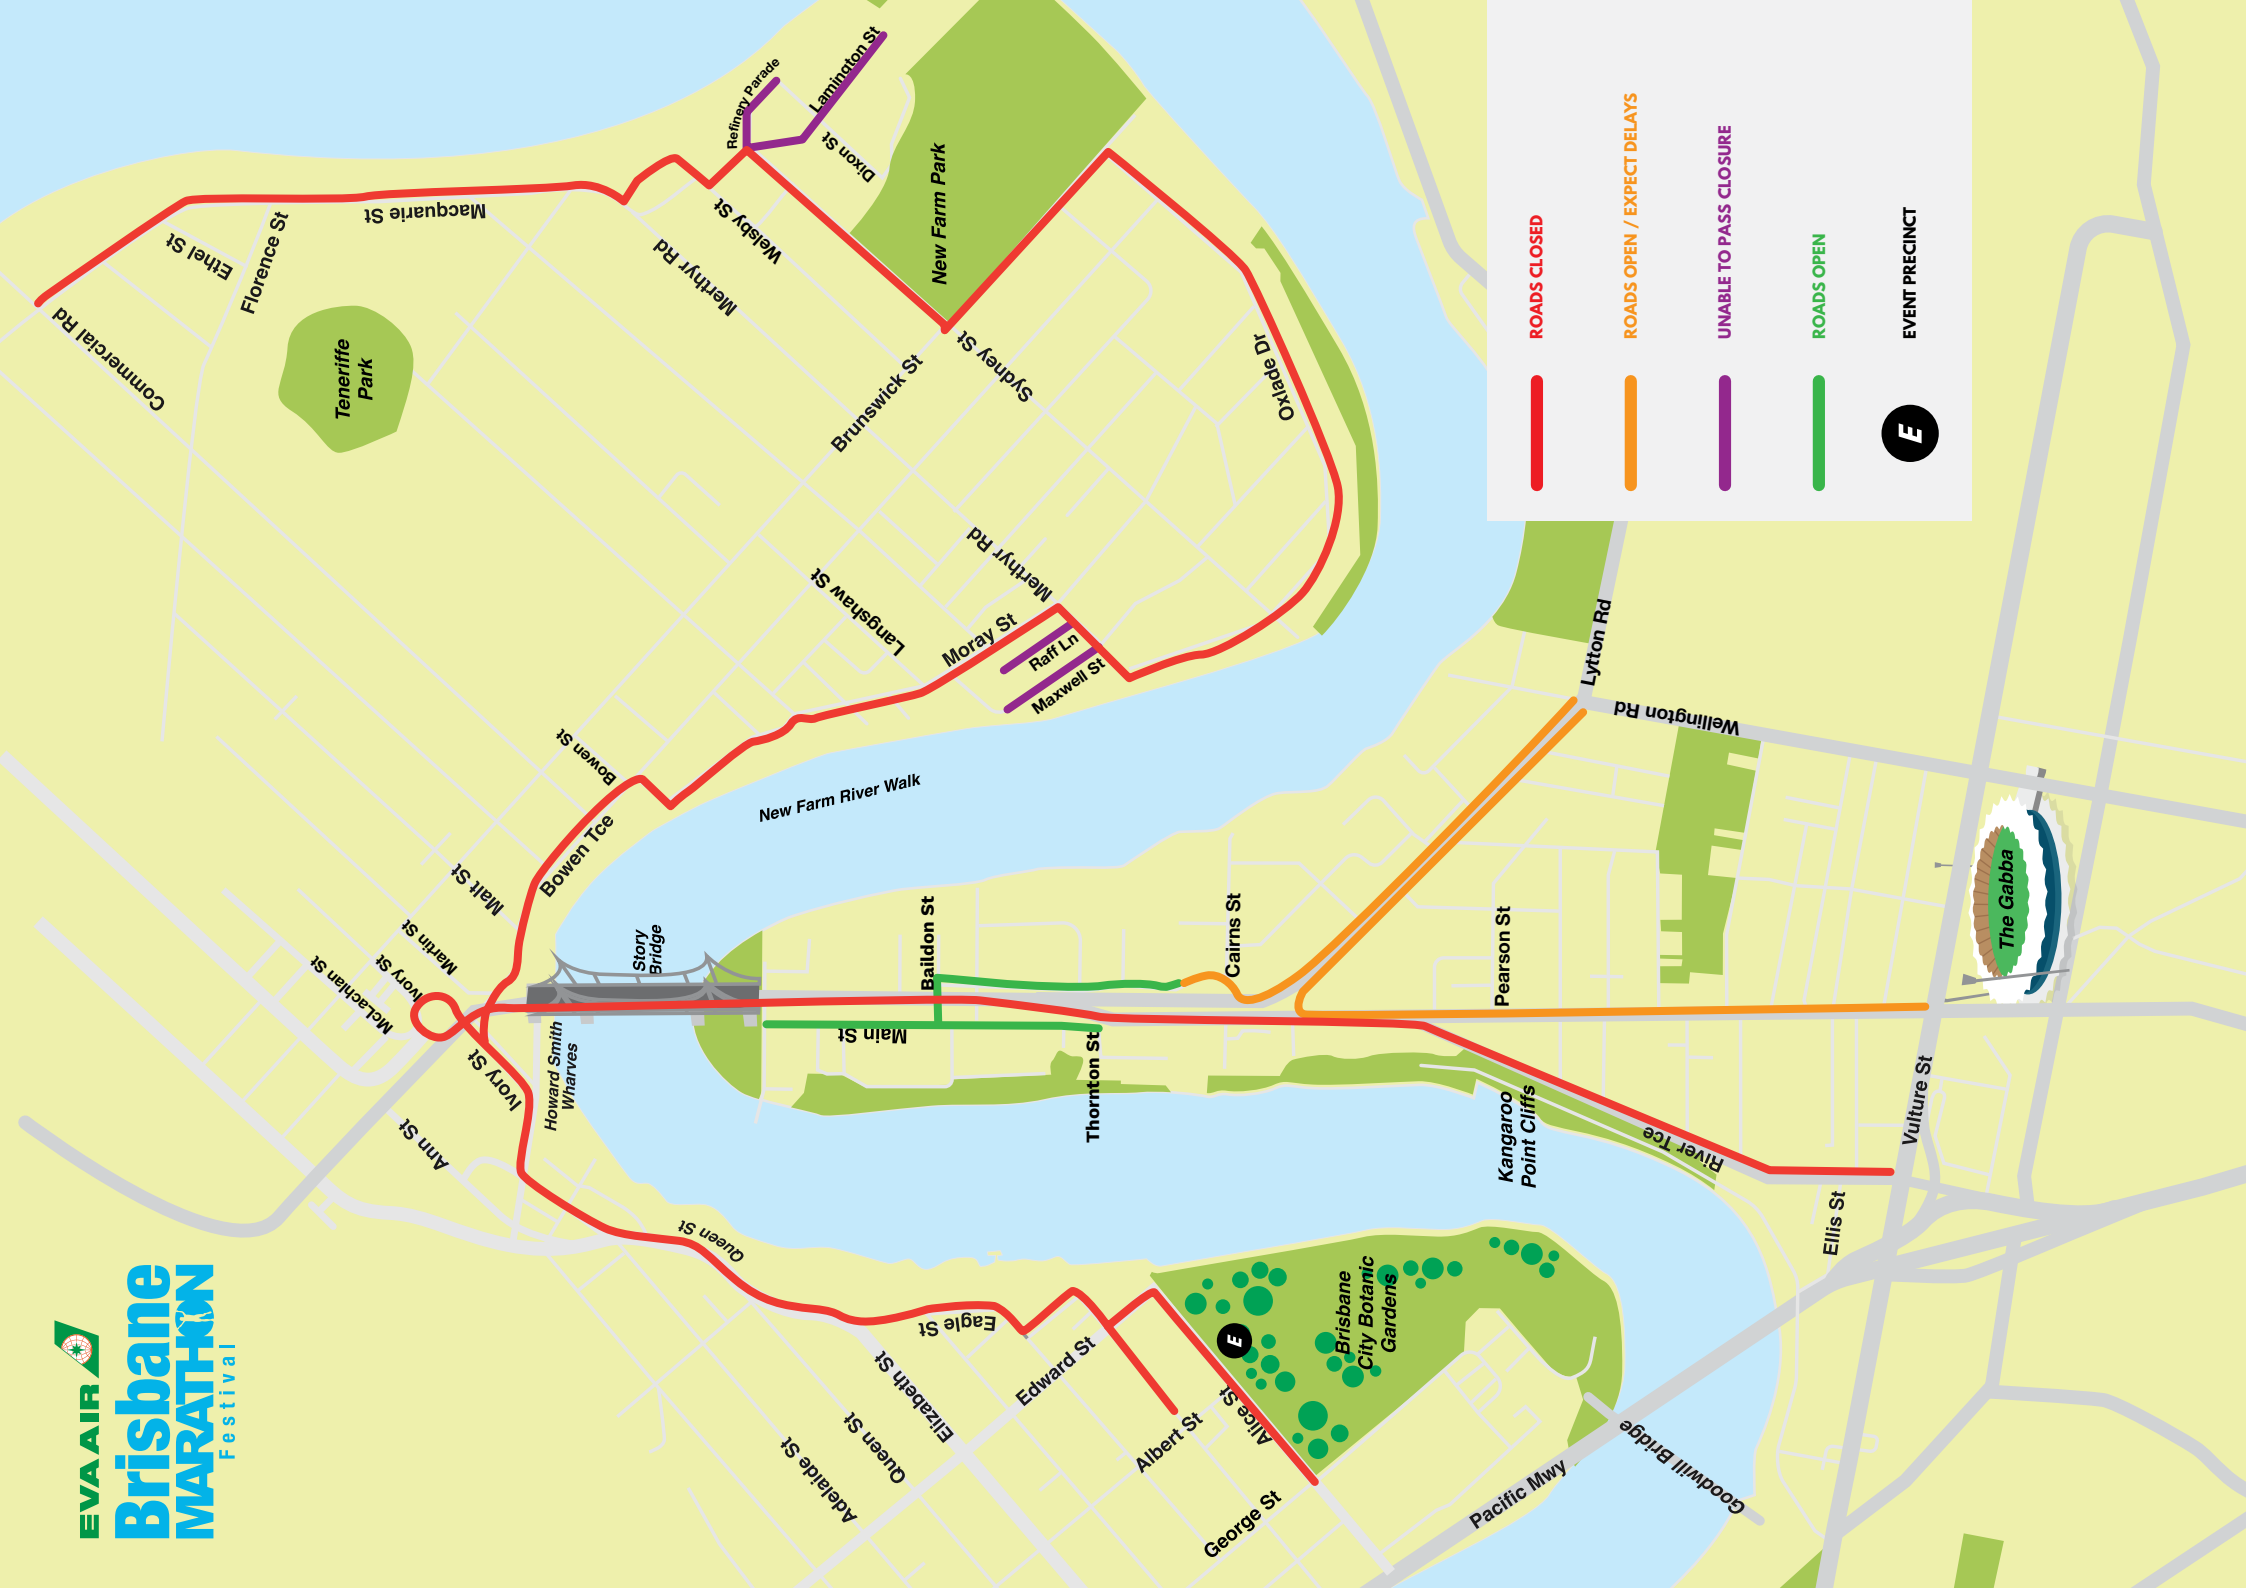 EVA AIR
Brisbane
MARATHON
Festival
Commercial Rd
Ethel St
Florence St
Macquarie St
Teneriffe
Park
Refinery Parade
Lamington St
Dixon St
New Farm Park
Welsby St
Merthyr Rd
Brunswick St
Sydney St
Oxlade Dr
Merthyr Rd
Langshaw St
Moray St
Raff Ln
Maxwell St
Bowen St
Bowen Tce
New Farm River Walk
Malt St
Martin St
Ivory St
McLachlan St
Ivory St
Ann St
Story
Bridge
Howard Smith
Wharves
Baildon St
Main St
Thornton St
Cairns St
Pearson St
Lytton Rd
Wellington Rd
The Gabba
Vulture St
Kangaroo
Point Cliffs
River Tce
Ellis St
Queen St
Eagle St
Edward St
Elizabeth St
Queen St
Adelaide St
Albert St
Alice St
George St
E
Brisbane
City Botanic
Gardens
Pacific Mwy
Goodwill Bridge
ROADS CLOSED
ROADS OPEN / EXPECT DELAYS
UNABLE TO PASS CLOSURE
ROADS OPEN
E EVENT PRECINCT